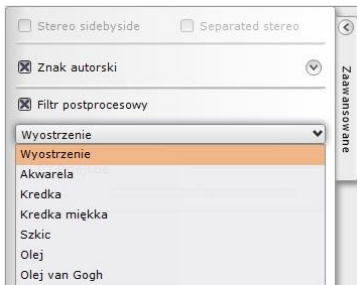 Stereo sidebyside Separated stereo
Znak autorski
Filtr postprocesowy
Wyostrzenie
Wyostrzenie
Akwarela
Kredka
Kredka miękka
Szkic
Olej
Olej van Gogh
Zaawansowane